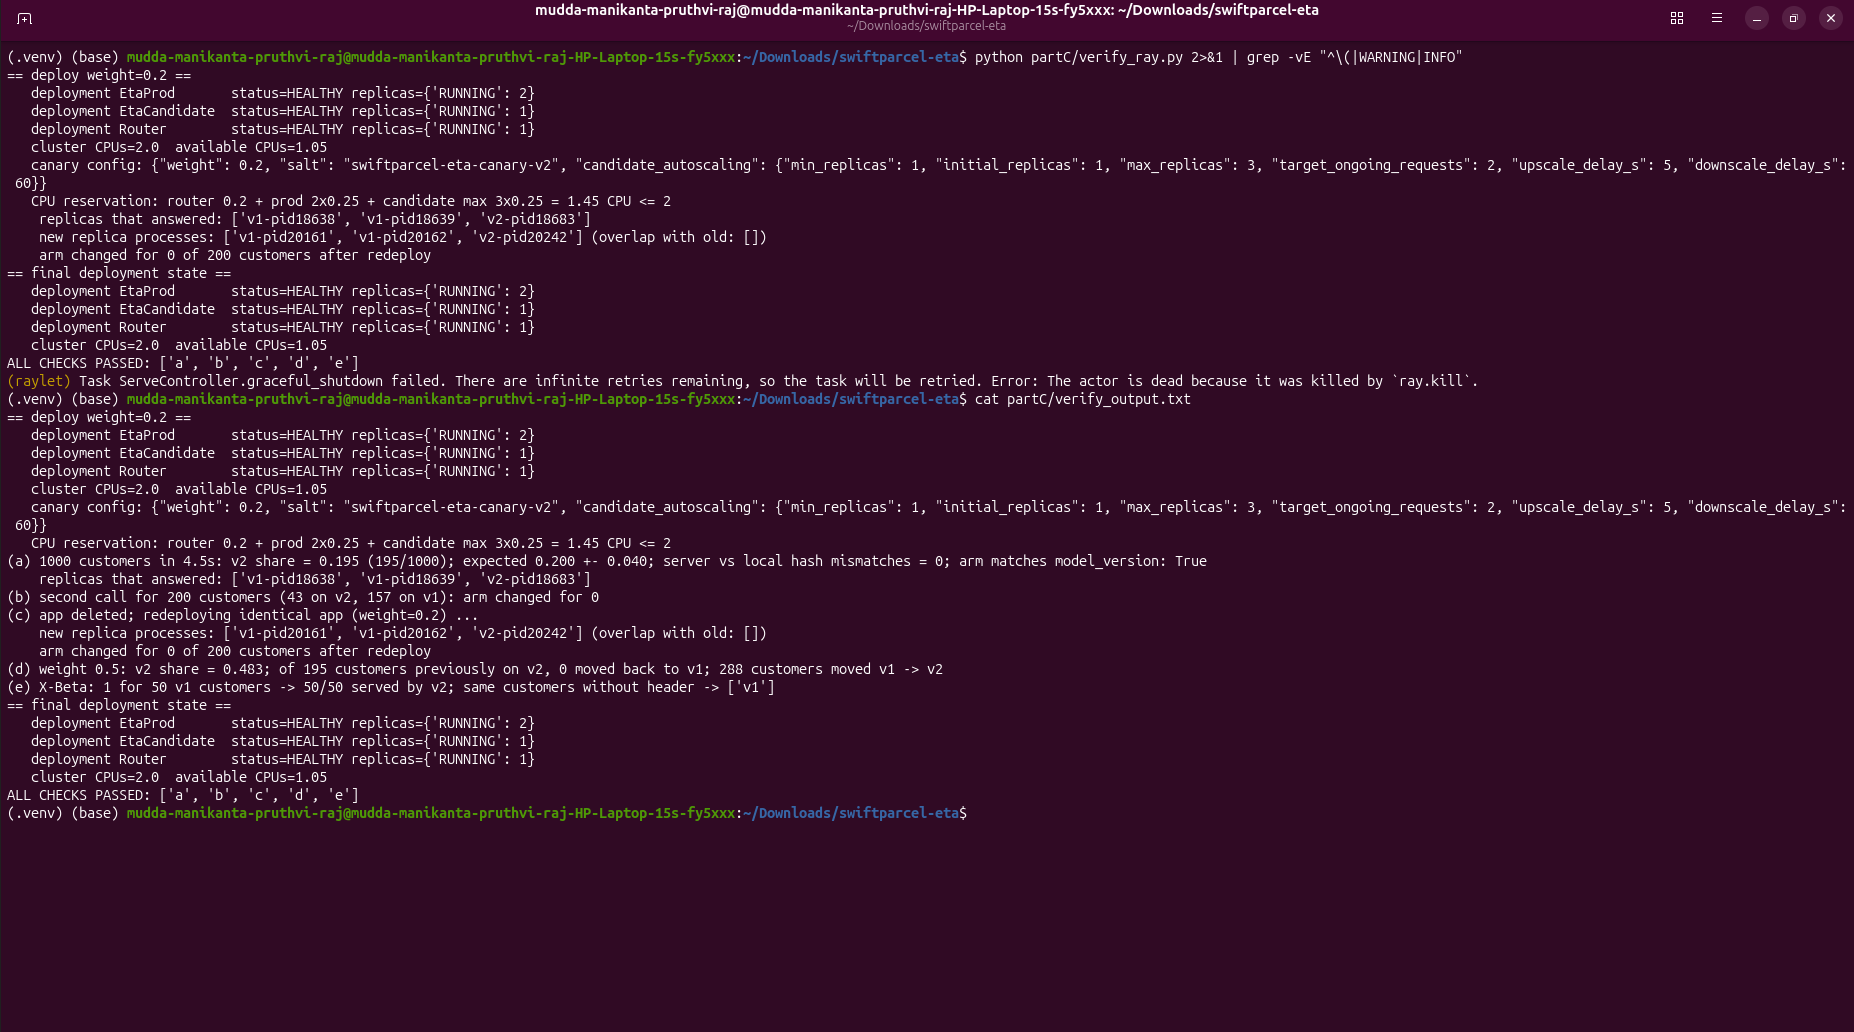 mudda-manikanta-pruthvi-raj@mudda-manikanta-pruthvi-raj-HP-Laptop-15s-fy5xxx: ~/Downloads/swiftparcel-eta
~/Downloads/swiftparcel-eta
(.venv) (base) mudda-manikanta-pruthvi-raj@mudda-manikanta-pruthvi-raj-HP-Laptop-15s-fy5xxx:~/Downloads/swiftparcel-eta$ python partC/verify_ray.py 2>&1 | grep -vE "^\(|WARNING|INFO"
== deploy weight=0.2 ==
   deployment EtaProd       status=HEALTHY replicas={'RUNNING': 2}
   deployment EtaCandidate  status=HEALTHY replicas={'RUNNING': 1}
   deployment Router        status=HEALTHY replicas={'RUNNING': 1}
   cluster CPUs=2.0  available CPUs=1.05
   canary config: {"weight": 0.2, "salt": "swiftparcel-eta-canary-v2", "candidate_autoscaling": {"min_replicas": 1, "initial_replicas": 1, "max_replicas": 3, "target_ongoing_requests": 2, "upscale_delay_s": 5, "downscale_delay_s":
 60}}
   CPU reservation: router 0.2 + prod 2x0.25 + candidate max 3x0.25 = 1.45 CPU <= 2
    replicas that answered: ['v1-pid18638', 'v1-pid18639', 'v2-pid18683']
    new replica processes: ['v1-pid20161', 'v1-pid20162', 'v2-pid20242'] (overlap with old: [])
    arm changed for 0 of 200 customers after redeploy
== final deployment state ==
   deployment EtaProd       status=HEALTHY replicas={'RUNNING': 2}
   deployment EtaCandidate  status=HEALTHY replicas={'RUNNING': 1}
   deployment Router        status=HEALTHY replicas={'RUNNING': 1}
   cluster CPUs=2.0  available CPUs=1.05
ALL CHECKS PASSED: ['a', 'b', 'c', 'd', 'e']
(raylet) Task ServeController.graceful_shutdown failed. There are infinite retries remaining, so the task will be retried. Error: The actor is dead because it was killed by `ray.kill`.
(.venv) (base) mudda-manikanta-pruthvi-raj@mudda-manikanta-pruthvi-raj-HP-Laptop-15s-fy5xxx:~/Downloads/swiftparcel-eta$ cat partC/verify_output.txt
== deploy weight=0.2 ==
   deployment EtaProd       status=HEALTHY replicas={'RUNNING': 2}
   deployment EtaCandidate  status=HEALTHY replicas={'RUNNING': 1}
   deployment Router        status=HEALTHY replicas={'RUNNING': 1}
   cluster CPUs=2.0  available CPUs=1.05
   canary config: {"weight": 0.2, "salt": "swiftparcel-eta-canary-v2", "candidate_autoscaling": {"min_replicas": 1, "initial_replicas": 1, "max_replicas": 3, "target_ongoing_requests": 2, "upscale_delay_s": 5, "downscale_delay_s":
 60}}
   CPU reservation: router 0.2 + prod 2x0.25 + candidate max 3x0.25 = 1.45 CPU <= 2
(a) 1000 customers in 4.5s: v2 share = 0.195 (195/1000); expected 0.200 +- 0.040; server vs local hash mismatches = 0; arm matches model_version: True
    replicas that answered: ['v1-pid18638', 'v1-pid18639', 'v2-pid18683']
(b) second call for 200 customers (43 on v2, 157 on v1): arm changed for 0
(c) app deleted; redeploying identical app (weight=0.2) ...
    new replica processes: ['v1-pid20161', 'v1-pid20162', 'v2-pid20242'] (overlap with old: [])
    arm changed for 0 of 200 customers after redeploy
(d) weight 0.5: v2 share = 0.483; of 195 customers previously on v2, 0 moved back to v1; 288 customers moved v1 -> v2
(e) X-Beta: 1 for 50 v1 customers -> 50/50 served by v2; same customers without header -> ['v1']
== final deployment state ==
   deployment EtaProd       status=HEALTHY replicas={'RUNNING': 2}
   deployment EtaCandidate  status=HEALTHY replicas={'RUNNING': 1}
   deployment Router        status=HEALTHY replicas={'RUNNING': 1}
   cluster CPUs=2.0  available CPUs=1.05
ALL CHECKS PASSED: ['a', 'b', 'c', 'd', 'e']
(.venv) (base) mudda-manikanta-pruthvi-raj@mudda-manikanta-pruthvi-raj-HP-Laptop-15s-fy5xxx:~/Downloads/swiftparcel-eta$